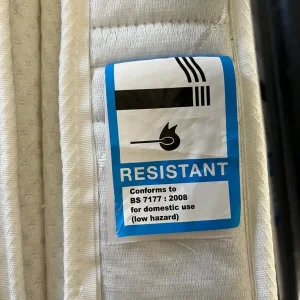 RESISTANT
Conforms to
BS 7177 : 2008
for domestic use
(low hazard)